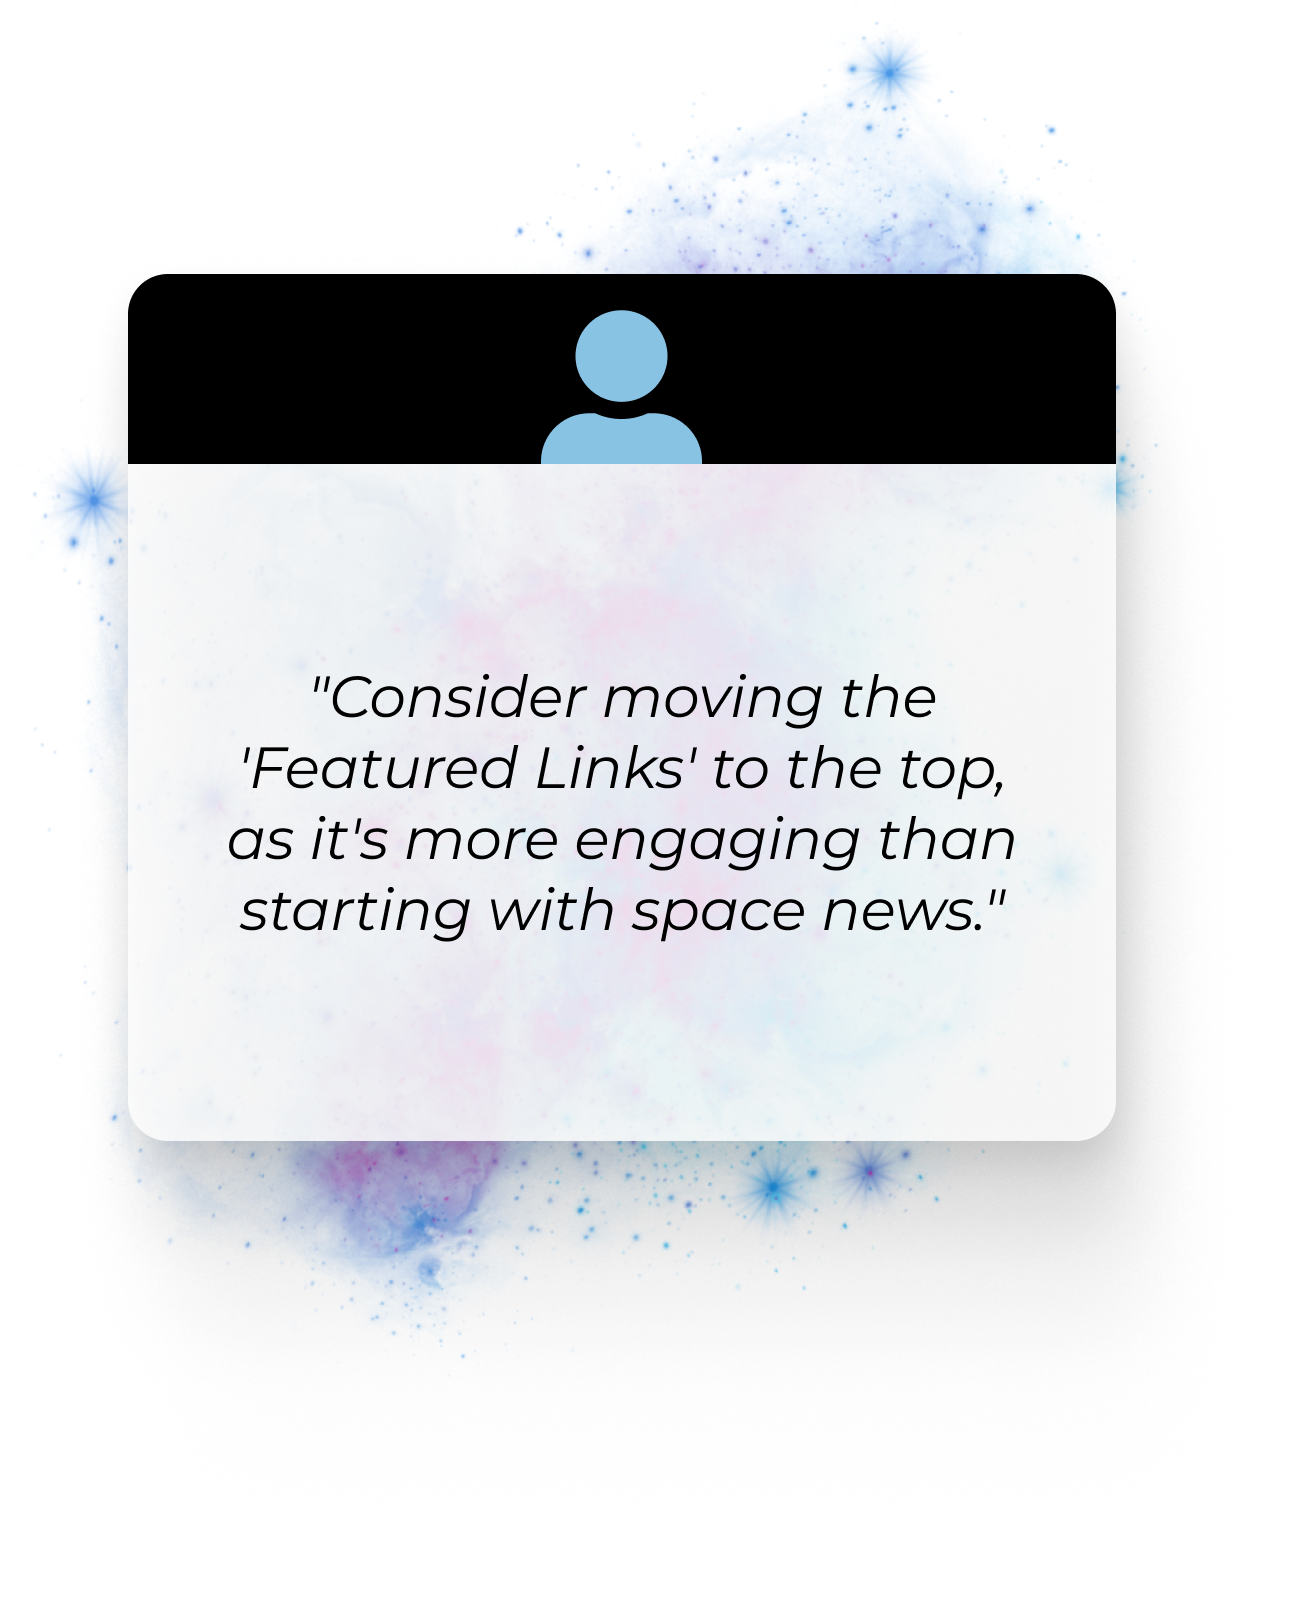 "Consider moving the
'Featured Links' to the top,
as it's more engaging than
starting with space news."